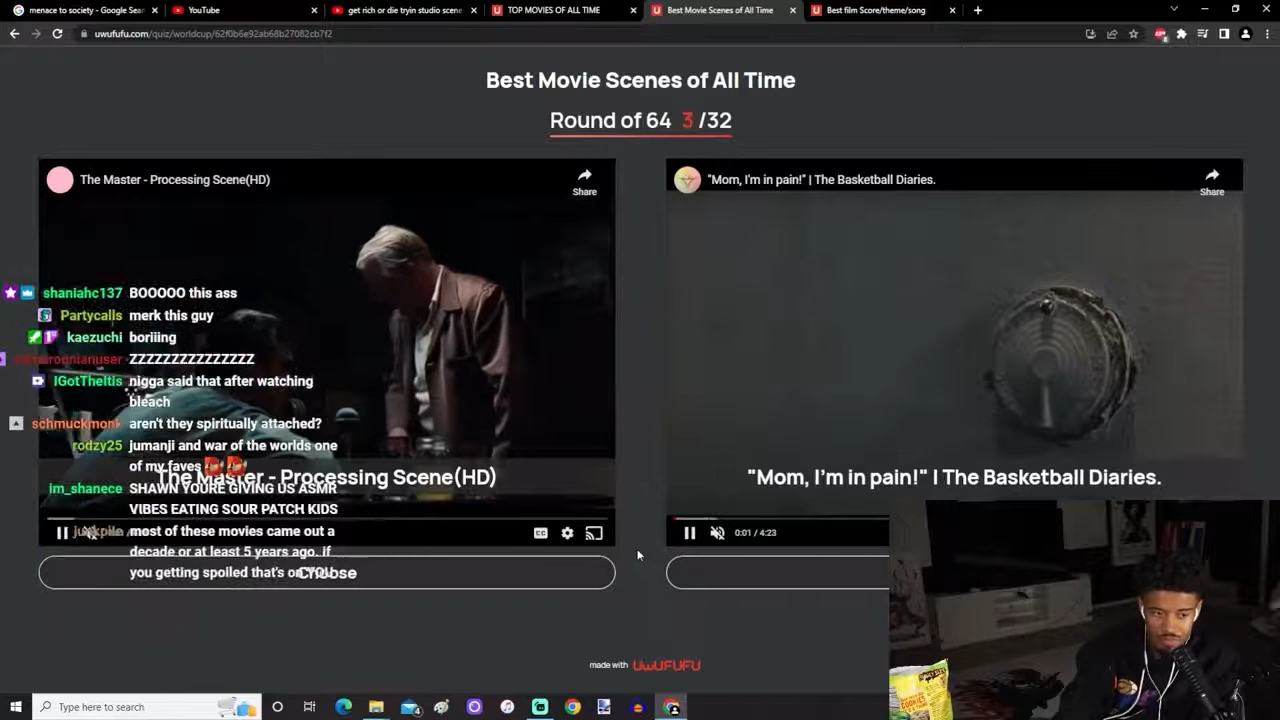 menace to society - Google Sear
YouTube
get rich or die tryin studio scene
TOP MOVIES OF ALL TIME
Best Movie Scenes of All Time
Best film Score/theme/song
uwufufu.com/quiz/worldcup/62f0b6e92ab68b27082cb7f2
Best Movie Scenes of All Time
Round of 64 3 /32
The Master - Processing Scene(HD)
Share
"Mom, I'm in pain!" | The Basketball Diaries.
Share
shaniahc137 BOOOOO this ass
Partycalls merk this guy
kaezuchi boriiing
ZZZZZZZZZZZZZZZ
IGotTheItis nigga said that after watching
bleach
schmuckmonk aren't they spiritually attached?
rodzy25 jumanji and war of the worlds one
of my faves
The Master - Processing Scene(HD)
"Mom, I'm in pain!" | The Basketball Diaries.
im_shanece SHAWN YOURE GIVING US ASMR
VIBES EATING SOUR PATCH KIDS
most of these movies came out a
decade or at least 5 years ago, if
you getting spoiled that's on YOU
CC
0:01 / 4:23
Choose
made with UWUFUFU
Type here to search